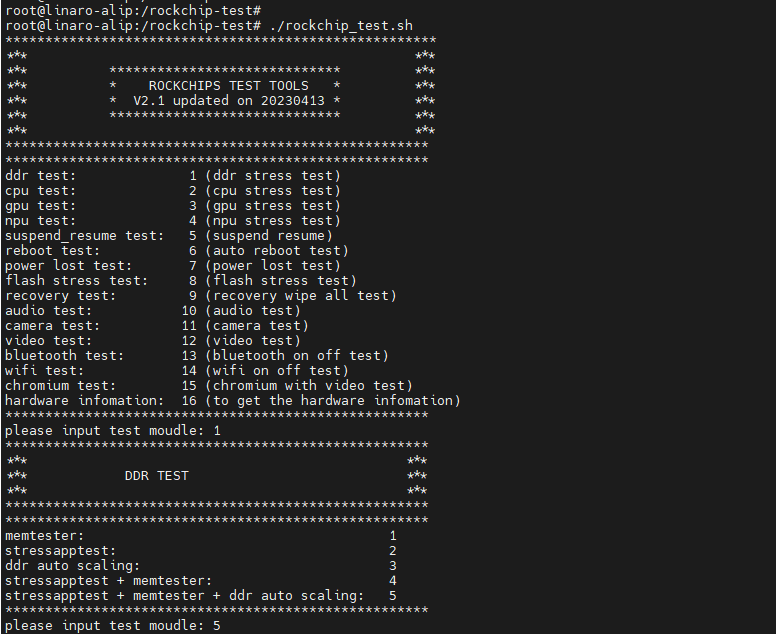 root@linaro-alip:/rockchip-test#
root@linaro-alip:/rockchip-test# ./rockchip_test.sh
******************************************************
***                                                ***
***          *****************************         ***
***          *    ROCKCHIPS TEST TOOLS   *         ***
***          *  V2.1 updated on 20230413 *         ***
***          *****************************         ***
***                                                ***
*****************************************************
*****************************************************
ddr test:              1 (ddr stress test)
cpu test:              2 (cpu stress test)
gpu test:              3 (gpu stress test)
npu test:              4 (npu stress test)
suspend_resume test:   5 (suspend resume)
reboot test:           6 (auto reboot test)
power lost test:       7 (power lost test)
flash stress test:     8 (flash stress test)
recovery test:         9 (recovery wipe all test)
audio test:           10 (audio test)
camera test:          11 (camera test)
video test:           12 (video test)
bluetooth test:       13 (bluetooth on off test)
wifi test:            14 (wifi on off test)
chromium test:        15 (chromium with video test)
hardware infomation:  16 (to get the hardware infomation)
*****************************************************
please input test moudle: 1
*****************************************************
***                                               ***
***            DDR TEST                           ***
***                                               ***
*****************************************************
*****************************************************
memtester:                                      1
stressapptest:                                  2
ddr auto scaling:                               3
stressapptest + memtester:                      4
stressapptest + memtester + ddr auto scaling:   5
*****************************************************
please input test moudle: 5